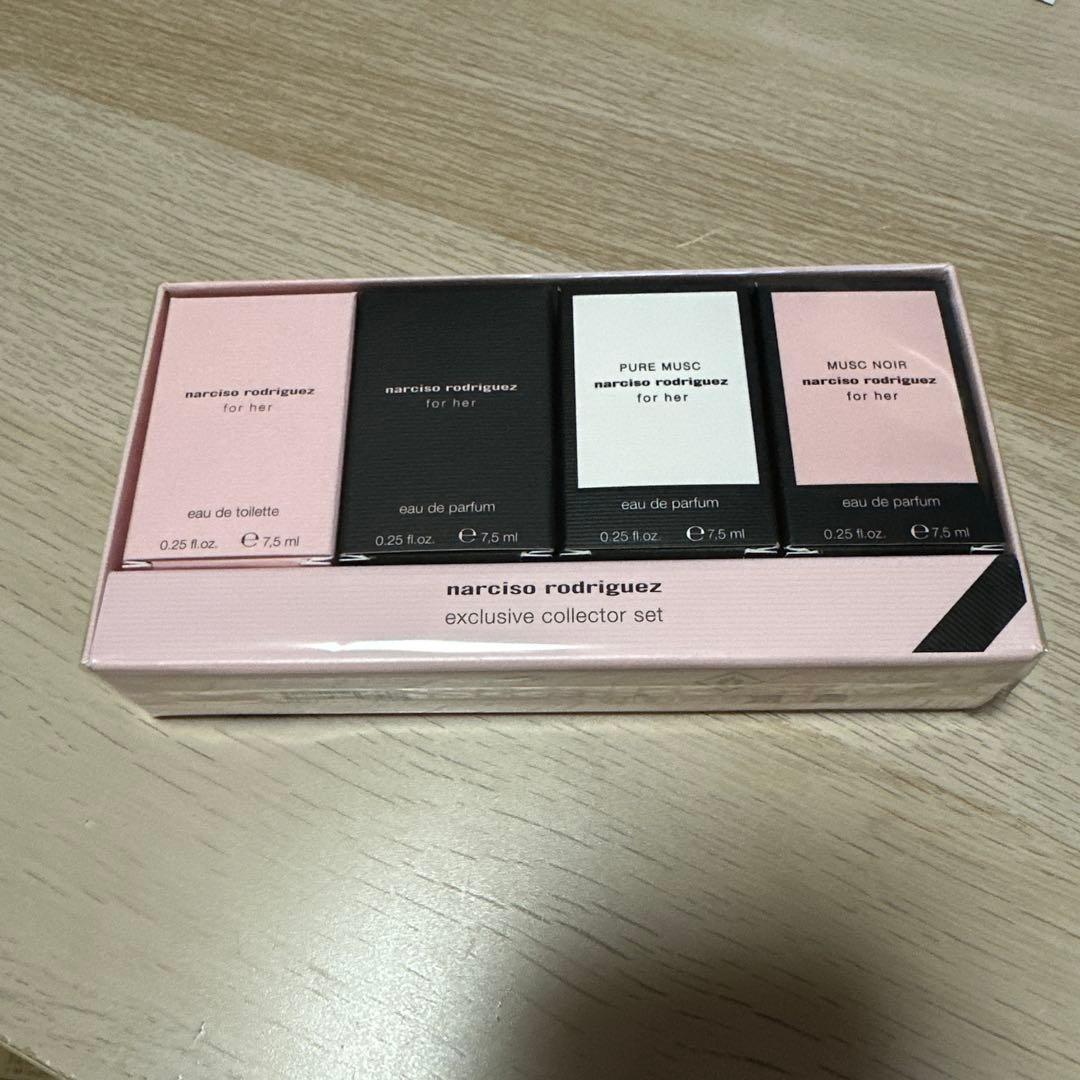 narciso rodriguez
for her
eau de toilette
0.25 fl.oz. ℮ 7,5 ml
narciso rodriguez
for her
eau de parfum
0.25 fl.oz. ℮ 7,5 ml
PURE MUSC
narciso rodriguez
for her
eau de parfum
0.25 fl.oz. ℮ 7,5 ml
MUSC NOIR
narciso rodriguez
for her
eau de parfum
0.25 fl.oz. ℮ 7,5 ml
narciso rodriguez
exclusive collector set